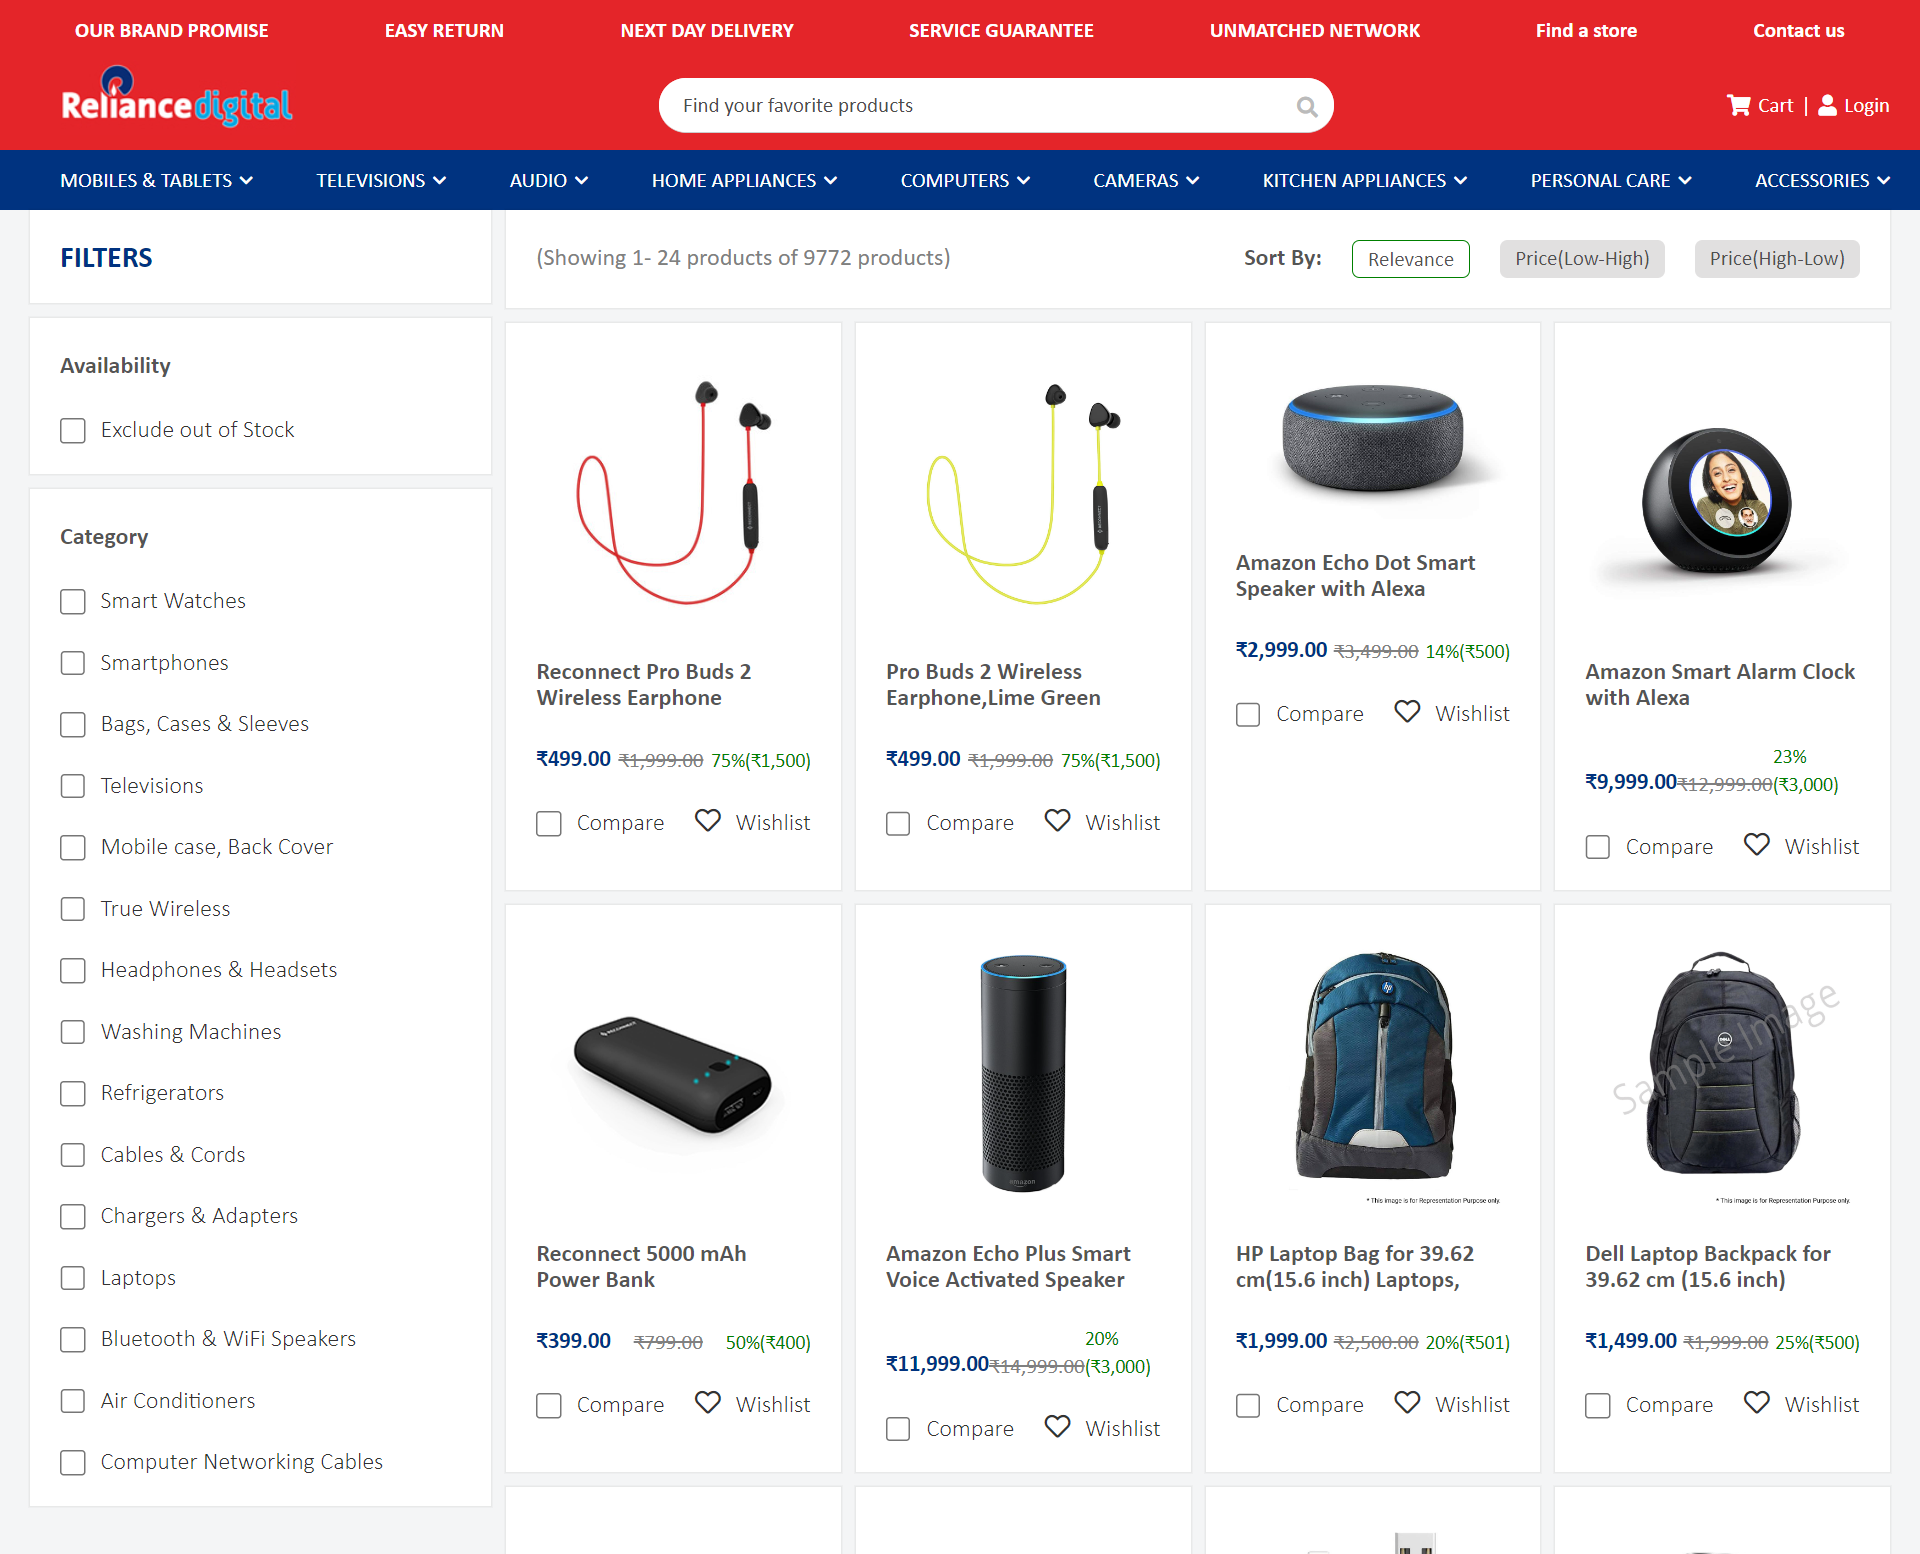 OUR BRAND PROMISE EASY RETURN NEXT DAY DELIVERY SERVICE GUARANTEE UNMATCHED NETWORK Find a store Contact us
Reliance digital
Find your favorite products
Cart | Login
MOBILES & TABLETS TELEVISIONS AUDIO HOME APPLIANCES COMPUTERS CAMERAS KITCHEN APPLIANCES PERSONAL CARE ACCESSORIES
FILTERS
Availability
Exclude out of Stock
Category
Smart Watches
Smartphones
Bags, Cases & Sleeves
Televisions
Mobile case, Back Cover
True Wireless
Headphones & Headsets
Washing Machines
Refrigerators
Cables & Cords
Chargers & Adapters
Laptops
Bluetooth & WiFi Speakers
Air Conditioners
Computer Networking Cables
(Showing 1- 24 products of 9772 products)
Sort By: Relevance Price(Low-High) Price(High-Low)
Reconnect Pro Buds 2
Wireless Earphone
₹499.00 ₹1,999.00 75%(₹1,500)
Compare Wishlist
Pro Buds 2 Wireless
Earphone,Lime Green
₹499.00 ₹1,999.00 75%(₹1,500)
Compare Wishlist
Amazon Echo Dot Smart
Speaker with Alexa
₹2,999.00 ₹3,499.00 14%(₹500)
Compare Wishlist
Amazon Smart Alarm Clock
with Alexa
23%
₹9,999.00 ₹12,999.00 (₹3,000)
Compare Wishlist
RECONNECT
Reconnect 5000 mAh
Power Bank
₹399.00 ₹799.00 50%(₹400)
Compare Wishlist
amazon
Amazon Echo Plus Smart
Voice Activated Speaker
20%
₹11,999.00 ₹14,999.00 (₹3,000)
Compare Wishlist
hp
* This image is for Representation Purpose only.
HP Laptop Bag for 39.62
cm(15.6 inch) Laptops,
₹1,999.00 ₹2,500.00 20%(₹501)
Compare Wishlist
DELL
Sample Image
* This image is for Representation Purpose only.
Dell Laptop Backpack for
39.62 cm (15.6 inch)
₹1,499.00 ₹1,999.00 25%(₹500)
Compare Wishlist